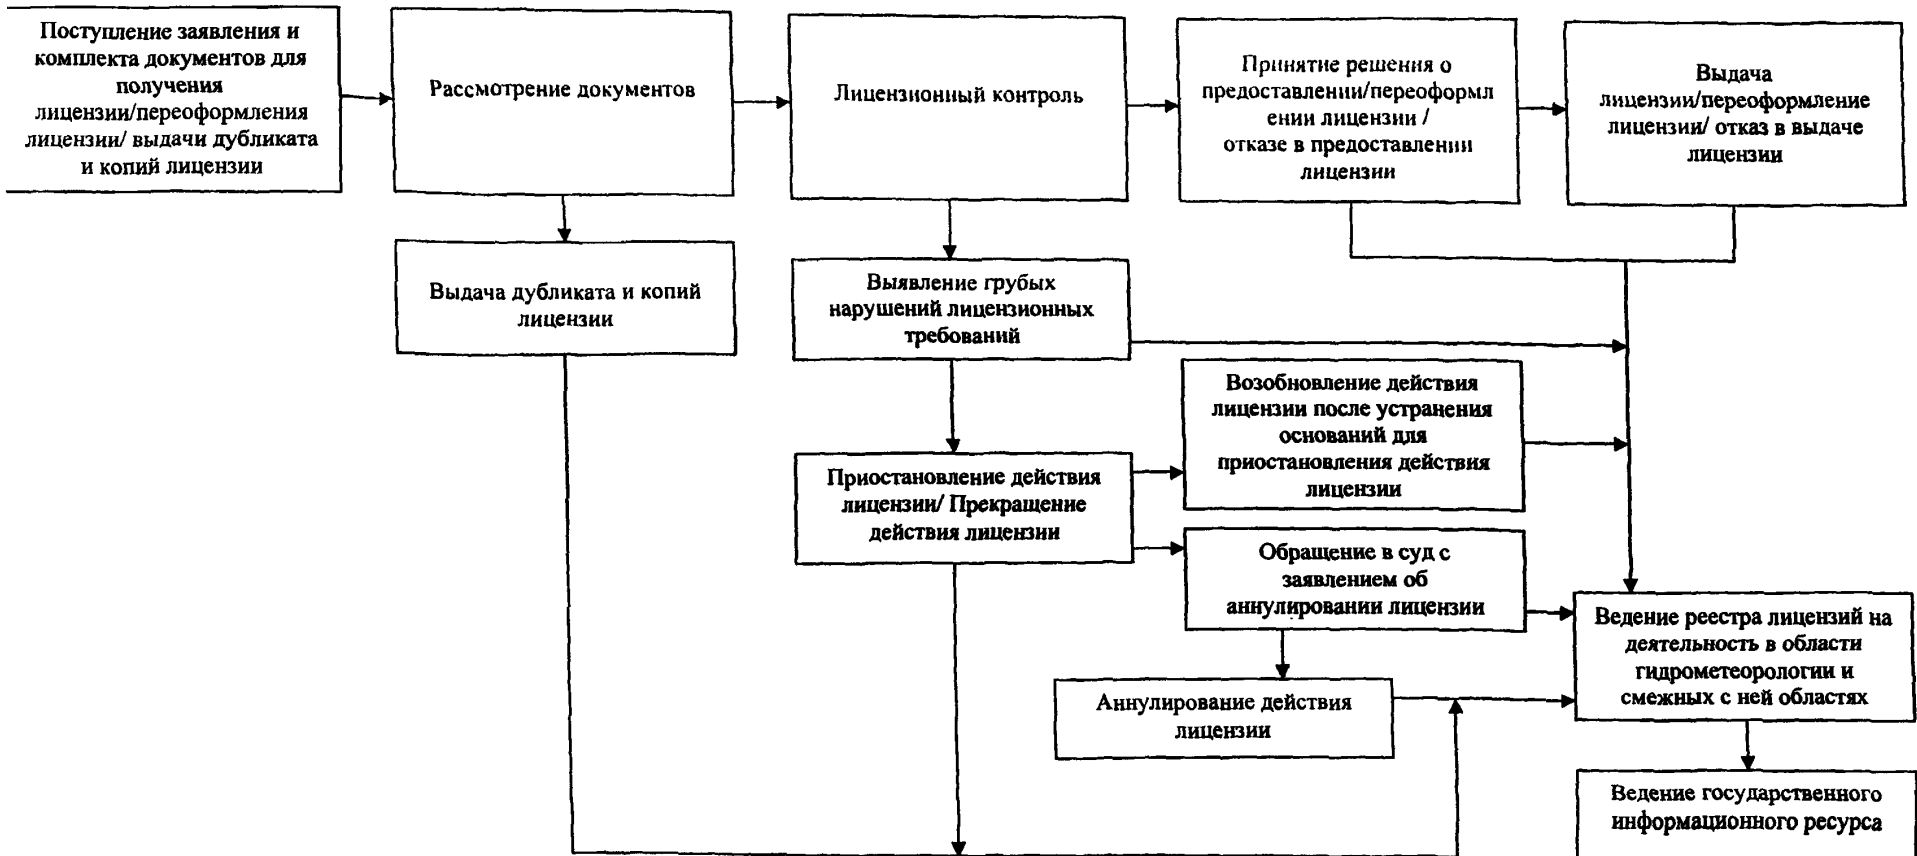 Поступление заявления и
комплекта документов для
получения
лицензии/переоформления
лицензии/ выдачи дубликата
и копий лицензии
Рассмотрение документов
Лицензионный контроль
Принятие решения о
предоставлении/переоформл
ении лицензии /
отказе в предоставлении
лицензии
Выдача
лицензии/переоформление
лицензии/ отказ в выдаче
лицензии
Выдача дубликата и копий
лицензии
Выявление грубых
нарушений лицензионных
требований
Возобновление действия
лицензии после устранения
оснований для
приостановления действия
лицензии
Приостановление действия
лицензии/ Прекращение
действия лицензии
Обращение в суд с
заявлением об
аннулировании лицензии
Ведение реестра лицензий на
деятельность в области
гидрометеорологии и
смежных с ней областях
Аннулирование действия
лицензии
Ведение государственного
информационного ресурса